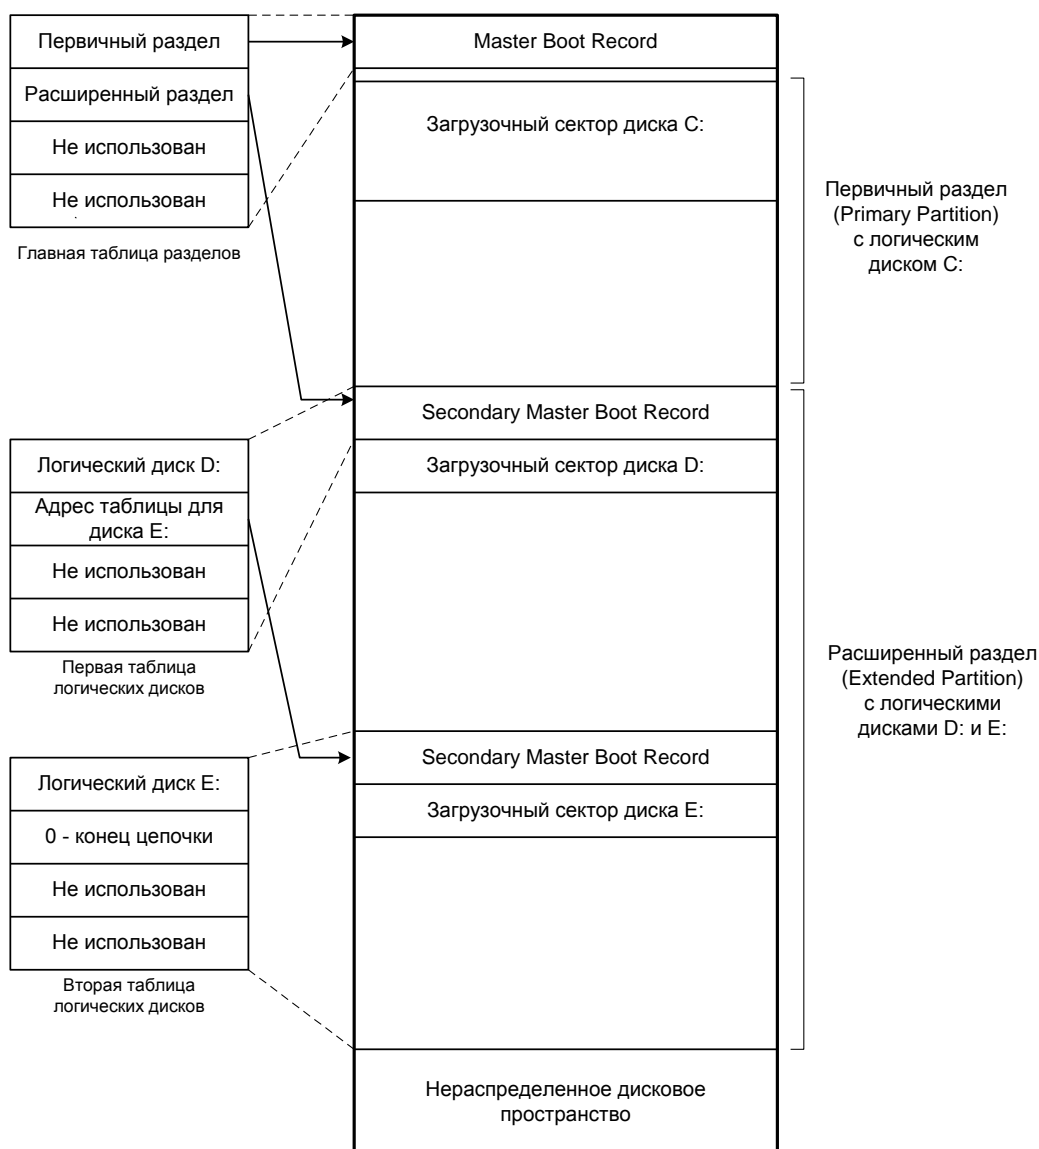 Первичный раздел
Расширенный раздел
Не использован
Не использован
Главная таблица разделов
Master Boot Record
Загрузочный сектор диска C:
Первичный раздел
(Primary Partition)
с логическим
диском C:
Secondary Master Boot Record
Загрузочный сектор диска D:
Логический диск D:
Адрес таблицы для
диска E:
Не использован
Не использован
Первая таблица
логических дисков
Расширенный раздел
(Extended Partition)
с логическими
дисками D: и E:
Secondary Master Boot Record
Загрузочный сектор диска E:
Логический диск E:
0 - конец цепочки
Не использован
Не использован
Вторая таблица
логических дисков
Нераспределенное дисковое
пространство